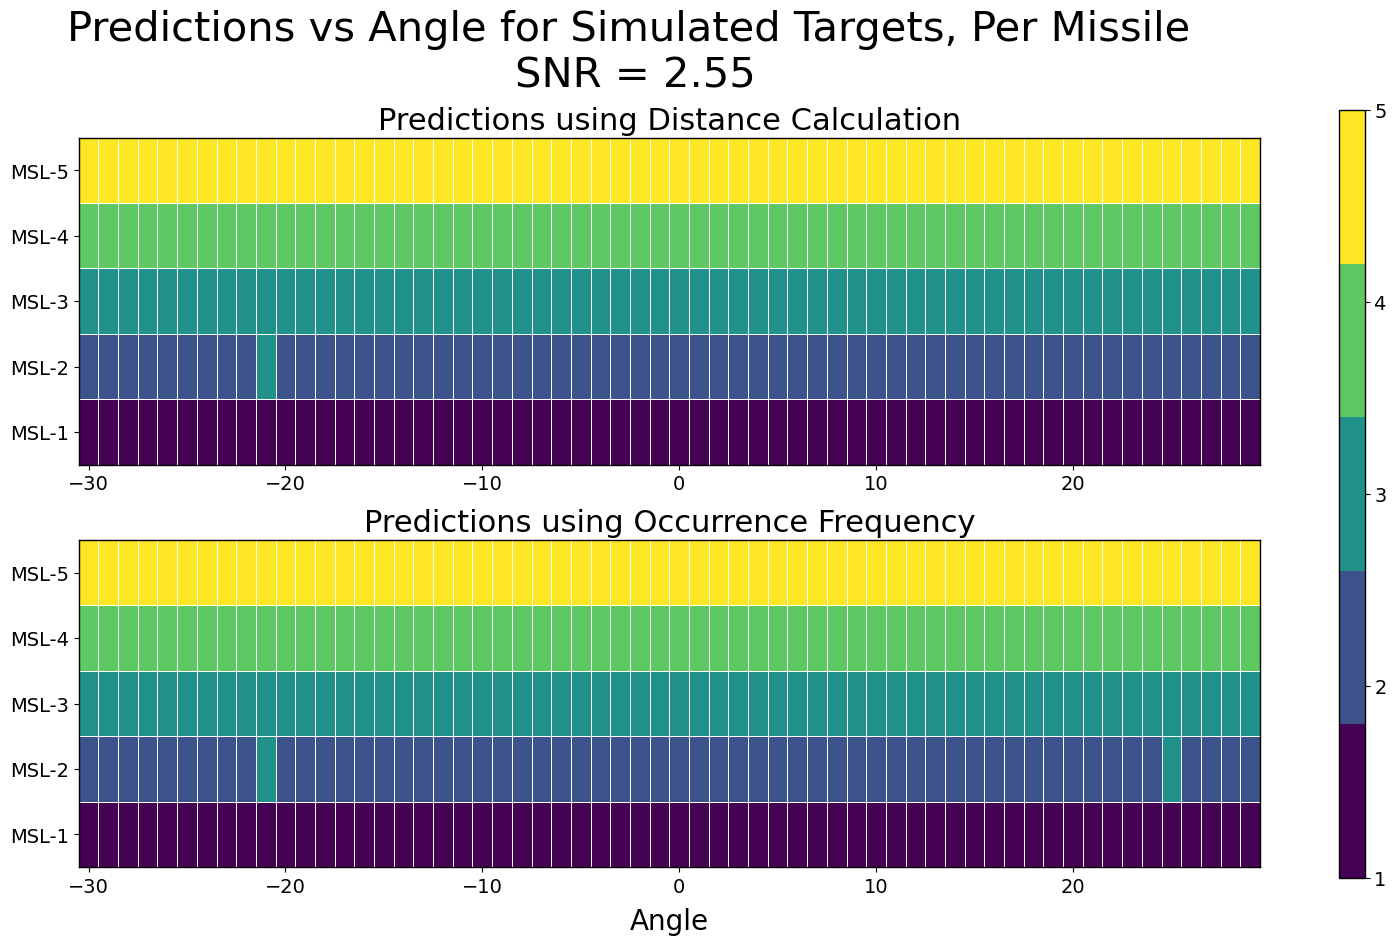 Predictions vs Angle for Simulated Targets, Per Missile
SNR = 2.55
Predictions using Distance Calculation
MSL-5
MSL-4
MSL-3
MSL-2
MSL-1
−30 −20 −10 0 10 20
Predictions using Occurrence Frequency
MSL-5
MSL-4
MSL-3
MSL-2
MSL-1
−30 −20 −10 0 10 20
Angle
5
4
3
2
1